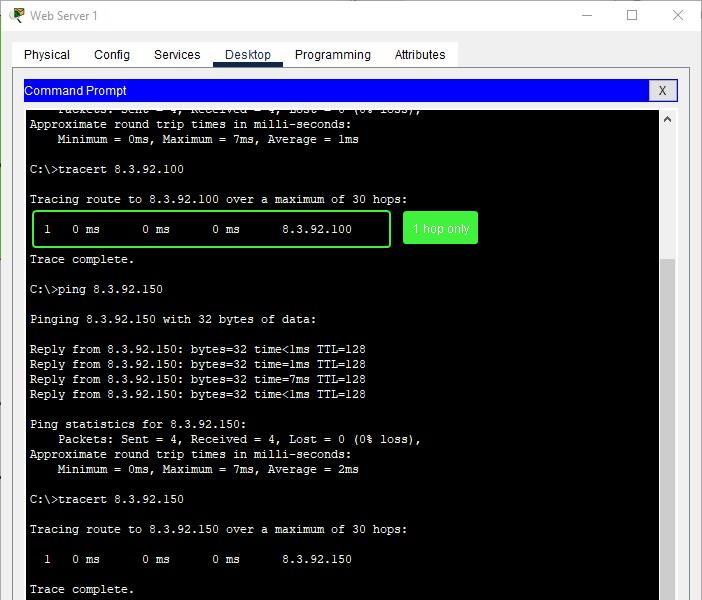 Web Server 1
Physical Config Services Desktop Programming Attributes
Command Prompt X
Packets: Sent = 4, Received = 4, Lost = 0 (0% loss),
Approximate round trip times in milli-seconds:
Minimum = 0ms, Maximum = 7ms, Average = 1ms
C:\>tracert 8.3.92.100
Tracing route to 8.3.92.100 over a maximum of 30 hops:
1 0 ms 0 ms 0 ms 8.3.92.100 1 hop only
Trace complete.
C:\>ping 8.3.92.150
Pinging 8.3.92.150 with 32 bytes of data:
Reply from 8.3.92.150: bytes=32 time<1ms TTL=128
Reply from 8.3.92.150: bytes=32 time=1ms TTL=128
Reply from 8.3.92.150: bytes=32 time=7ms TTL=128
Reply from 8.3.92.150: bytes=32 time<1ms TTL=128
Ping statistics for 8.3.92.150:
Packets: Sent = 4, Received = 4, Lost = 0 (0% loss),
Approximate round trip times in milli-seconds:
Minimum = 0ms, Maximum = 7ms, Average = 2ms
C:\>tracert 8.3.92.150
Tracing route to 8.3.92.150 over a maximum of 30 hops:
1 0 ms 0 ms 0 ms 8.3.92.150
Trace complete.